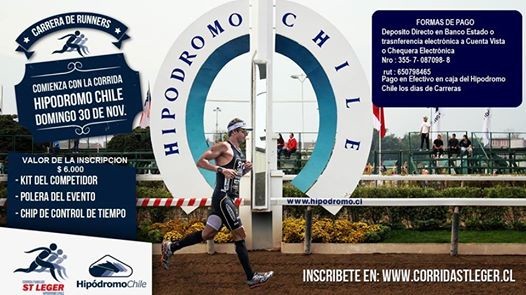 CARRERA DE RUNNERS
COMIENZA CON LA CORRIDA
HIPODROMO CHILE
DOMINGO 30 DE NOV.
VALOR DE LA INSCRIPCION
$ 6.000
- KIT DEL COMPETIDOR
- POLERA DEL EVENTO
- CHIP DE CONTROL DE TIEMPO
ST LEGER
HipódromoChile
HIPODROMO CHILE
www.hipodromo.cl
FORMAS DE PAGO
Deposito Directo en Banco Estado o
trasnferencia electrónica a Cuenta Vista
o Chequera Electrónica
Nro : 355- 7- 087098- 8
rut : 650798465
Pago en Efectivo en caja del Hipodromo
Chile los dias de Carreras
INSCRIBETE EN: WWW.CORRIDASTLEGER.CL